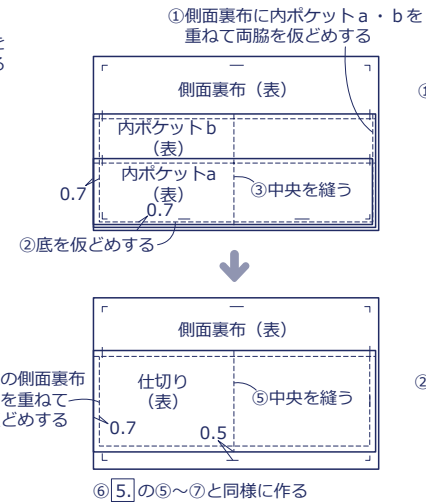 ①側面裏布に内ポケットa・bを
重ねて両脇を仮どめする
側面裏布（表）
内ポケットb
（表）
内ポケットa
（表）
0.7
0.7
③中央を縫う
②底を仮どめする
側面裏布（表）
の側面裏布
を重ねて
どめする
仕切り
（表）
⑤中央を縫う
0.7
0.5
⑥5.の⑤～⑦と同様に作る